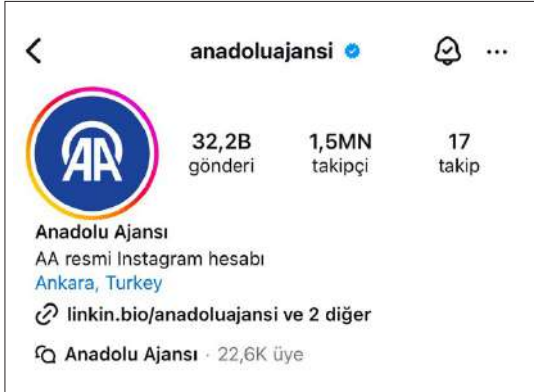 anadoluajansi
AA
32,2B 1,5MN 17
gönderi takipçi takip
Anadolu Ajansı
AA resmi Instagram hesabı
Ankara, Turkey
linkin.bio/anadoluajansi ve 2 diğer
Anadolu Ajansı · 22,6K üye